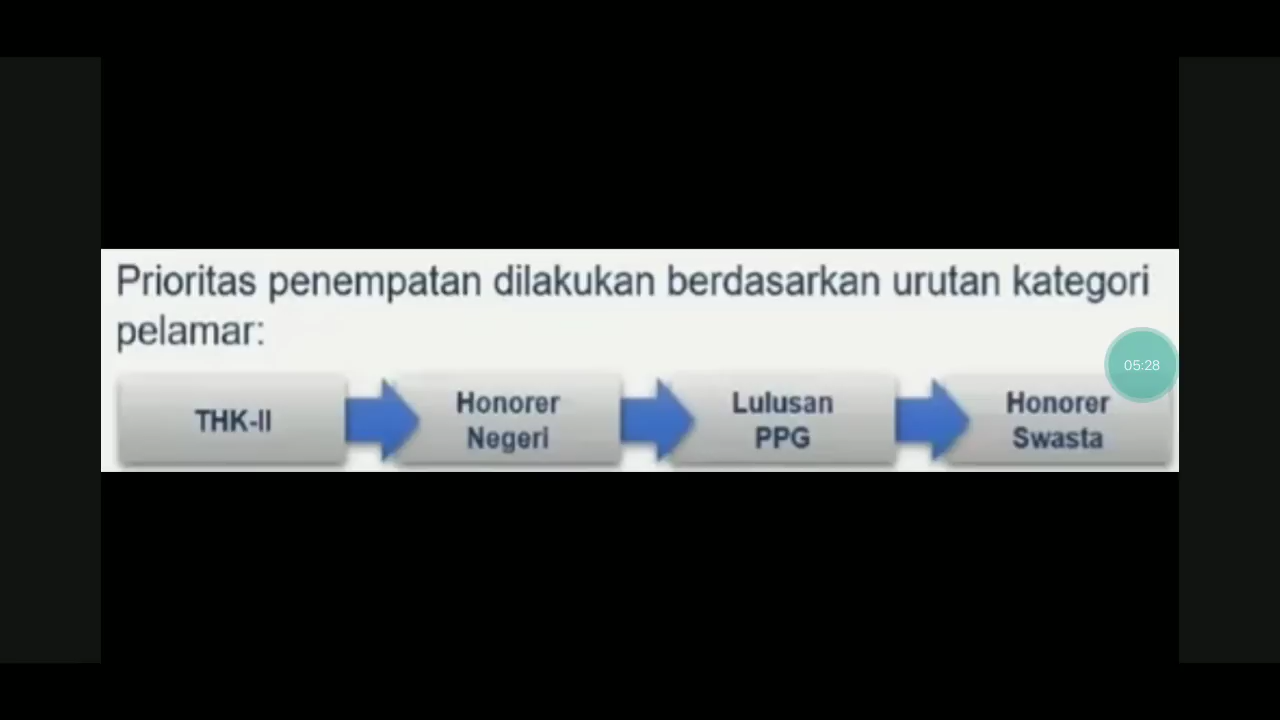 Prioritas penempatan dilakukan berdasarkan urutan kategori
pelamar:
05:28
THK-II
Honorer
Negeri
Lulusan
PPG
Honorer
Swasta